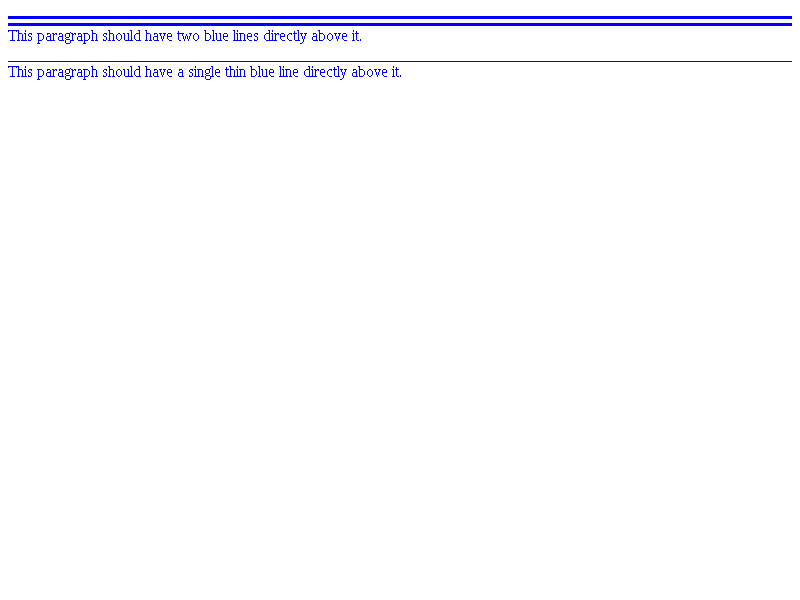 This paragraph should have two blue lines directly above it.
This paragraph should have a single thin blue line directly above it.